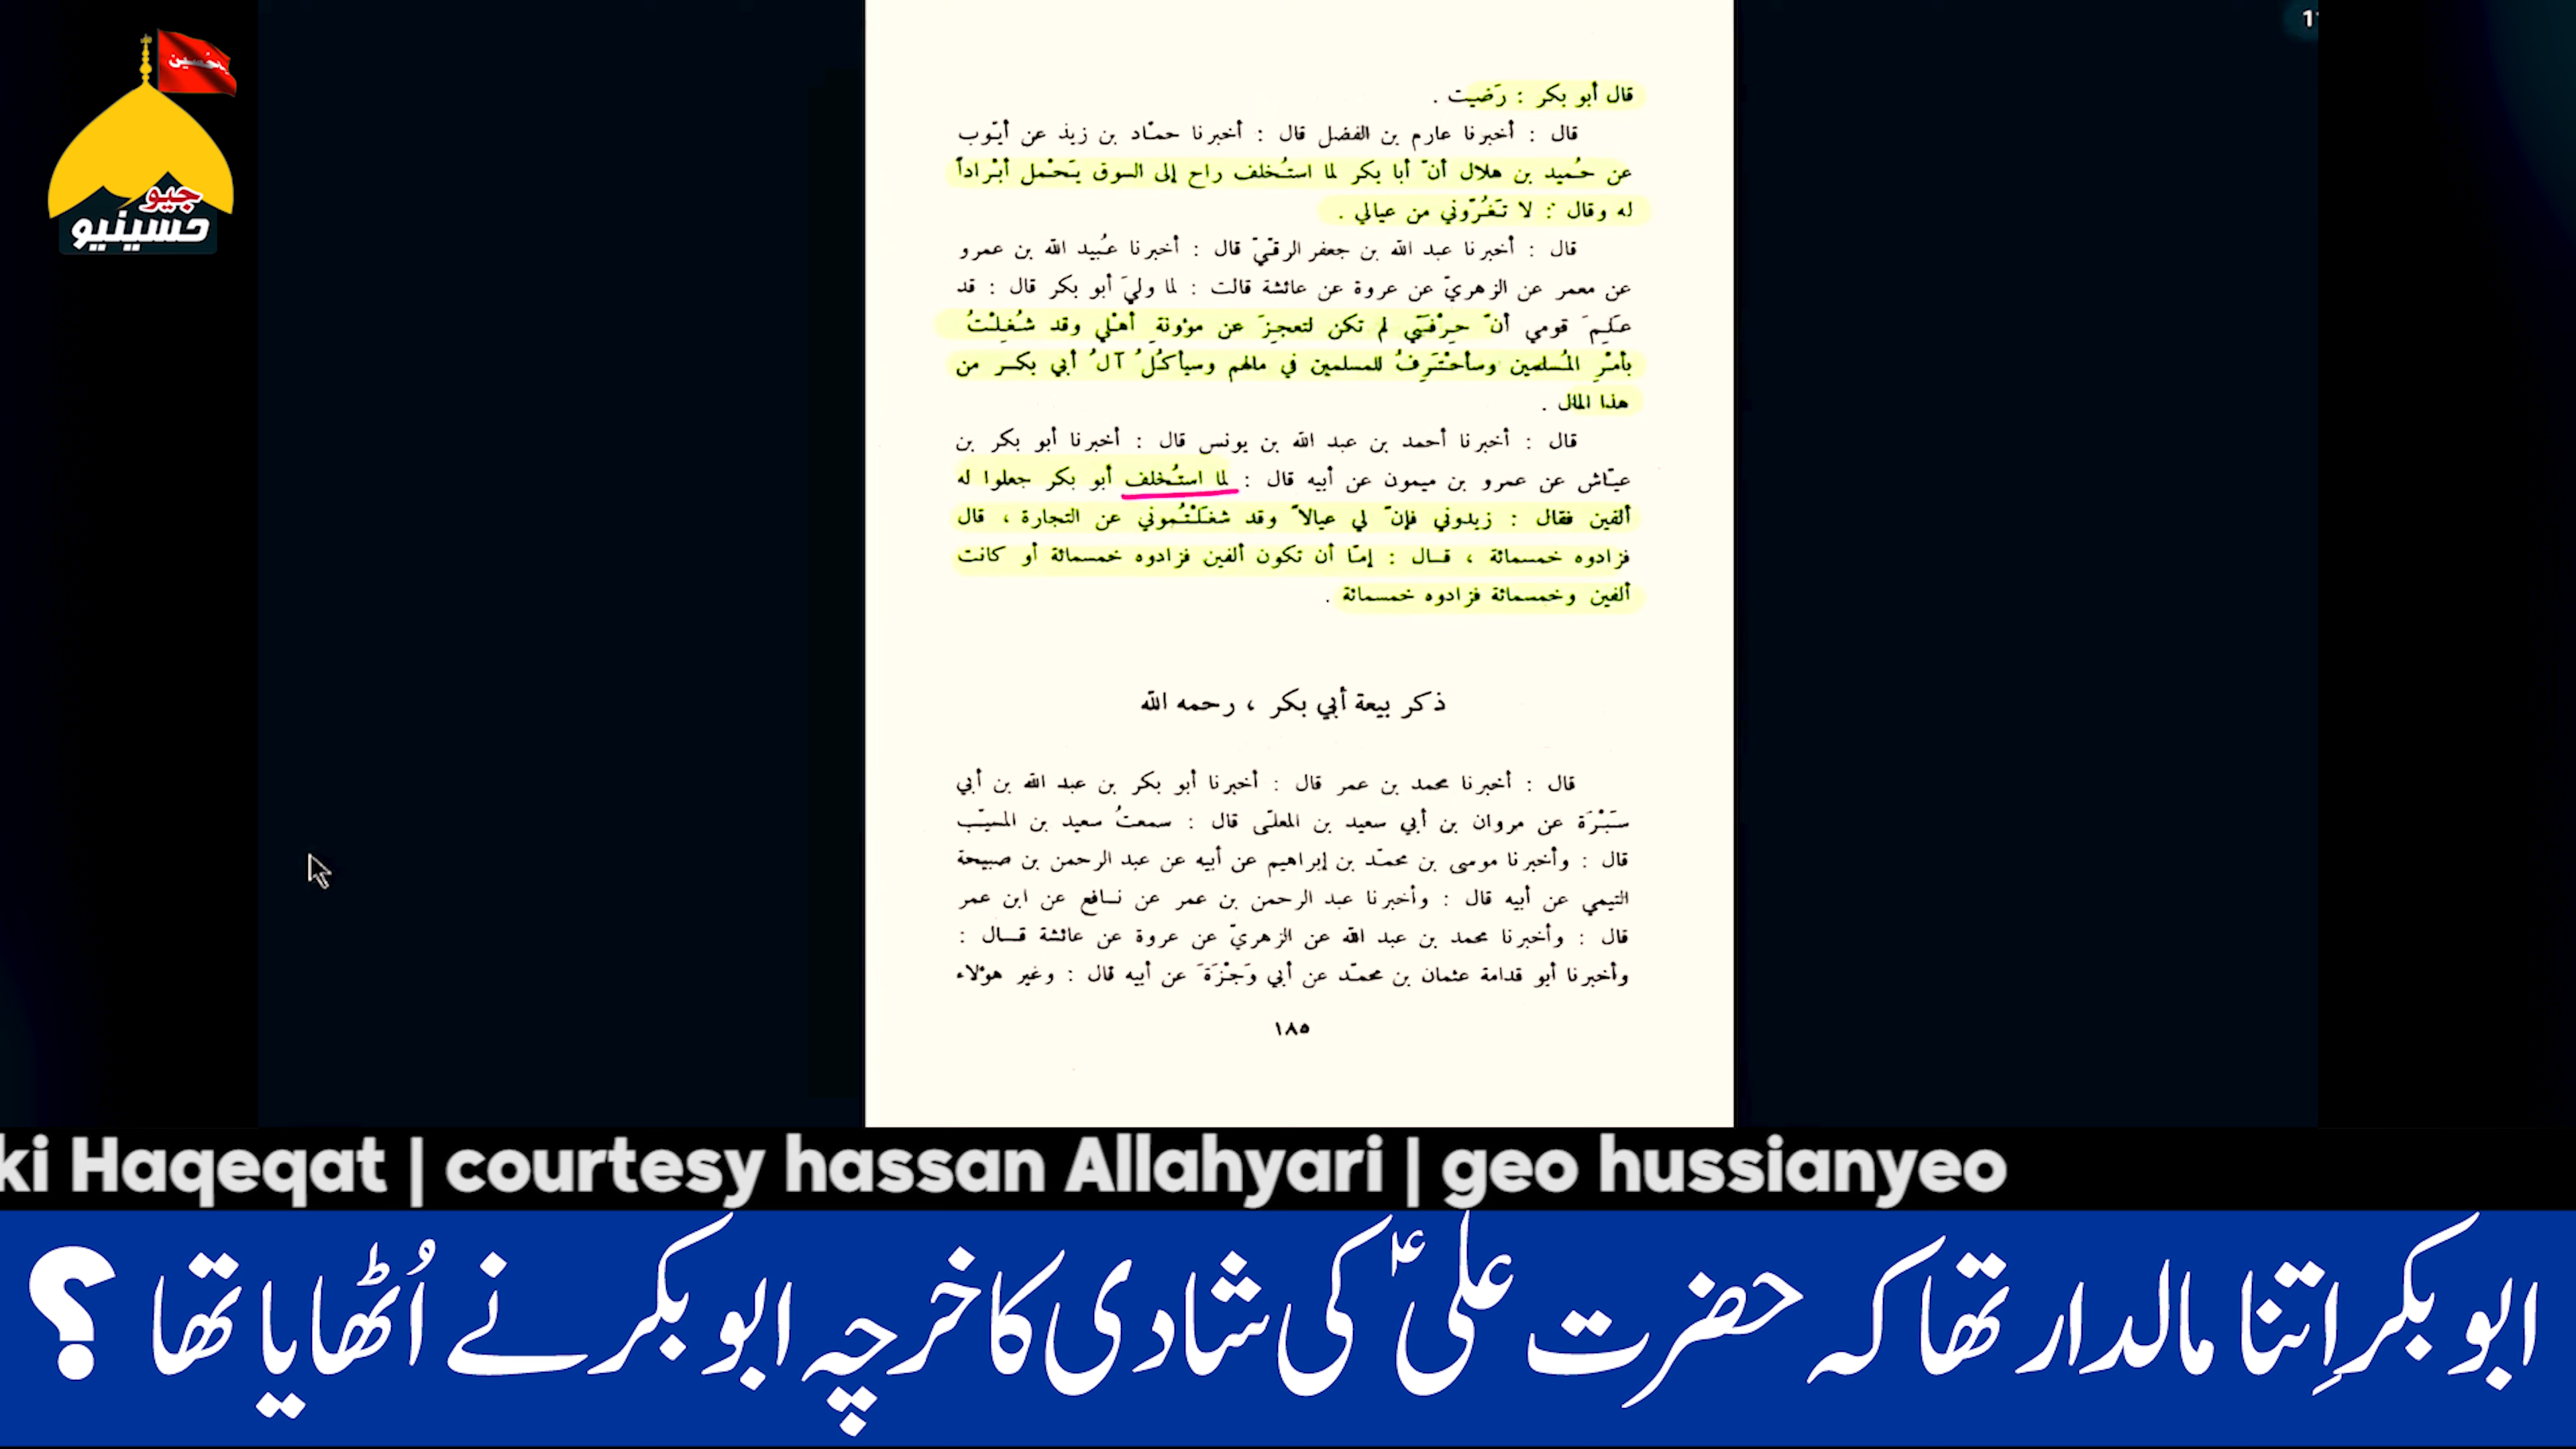 يا حسين
جیو
حسینیو
11
قال أبو بكر : رَضيت .
قال : أخبرنا عارم بن الفضل قال : أخبرنا حمّاد بن زيد عن أيّوب
عن حُميد بن هلال أنّ أبا بكر لما استُخلف راح إلى السوق يَحْمل أبْراداً
له وقال : لا تَغُرّوني من عيالي .
قال : أخبرنا عبد الله بن جعفر الرقّيّ قال : أخبرنا عُبيد الله بن عمرو
عن معمر عن الزهريّ عن عروة عن عائشة قالت : لما وليَ أبو بكر قال : قد
عَلِمَ قومي أنّ حِرْفَتي لم تكن لتعجِزَ عن مؤونةِ أهْلي وقد شُغِلْتُ
بأمْرِ المُسلمين وسأحْتَرِفُ للمسلمين في مالهم وسيأكُلُ آلُ أبي بكر من
هذا المال .
قال : أخبرنا أحمد بن عبد الله بن يونس قال : أخبرنا أبو بكر بن
عيّاش عن عمرو بن ميمون عن أبيه قال : لما استُخلف أبو بكر جعلوا له
ألفين فقال : زيدوني فإنّ لي عيالاً وقد شغَلْتُموني عن التجارة ، قال
فزادوه خمسمائة ، قال : إمّا أن تكون ألفين فزادوه خمسمائة أو كانت
ألفين وخمسمائة فزادوه خمسمائة .
ذكر بيعة أبي بكر ، رحمه الله
قال : أخبرنا محمد بن عمر قال : أخبرنا أبو بكر بن عبد الله بن أبي
سَبْرَة عن مروان بن أبي سعيد بن المعلّى قال : سمعتُ سعيد بن المسيّب
قال : وأخبرنا موسى بن محمّد بن إبراهيم عن أبيه عن عبد الرحمن بن صبيحة
التيمي عن أبيه قال : وأخبرنا عبد الرحمن بن عمر عن نافع عن ابن عمر
قال : وأخبرنا محمد بن عبد الله عن الزهريّ عن عروة عن عائشة قال :
وأخبرنا أبو قدامة عثمان بن محمّد عن أبي وَجْزَةَ عن أبيه قال : وغير هؤلاء
١٨٥
ki Haqeqat | courtesy hassan Allahyari | geo hussianyeo
ابوبکر اِتنا مالدار تھا کہ حضرت علیؑ کی شادی کا خرچہ ابوبکر نے اُٹھایا تھا ؟